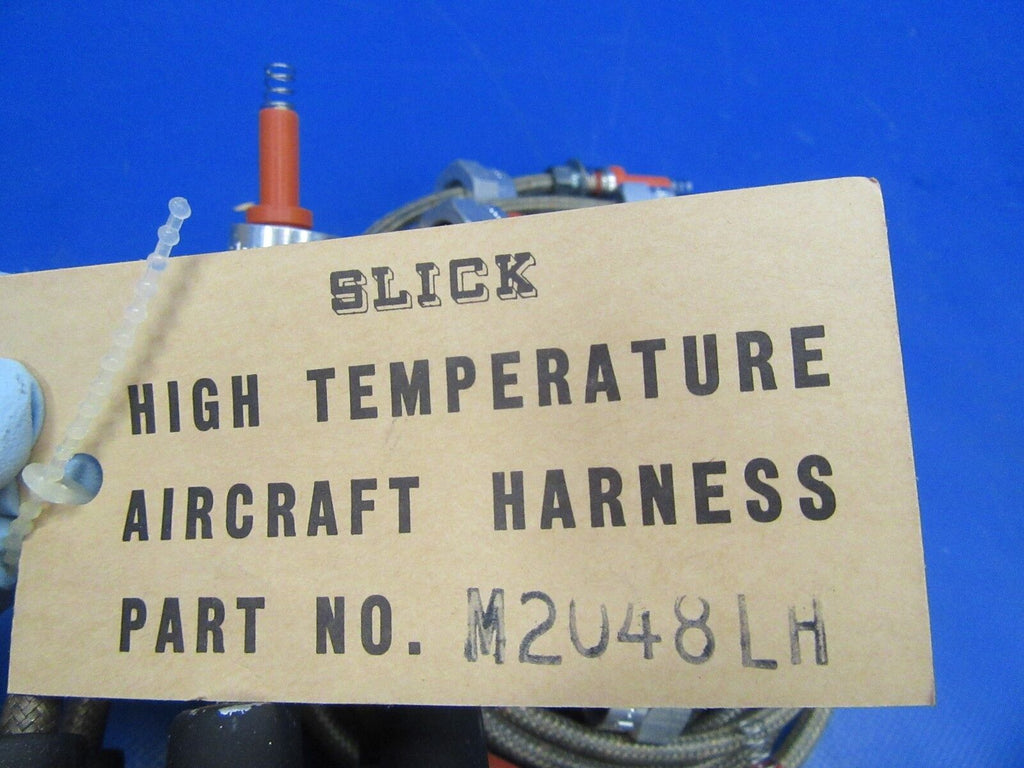 SLICK
HIGH TEMPERATURE
AIRCRAFT HARNESS
PART NO. M2048LH